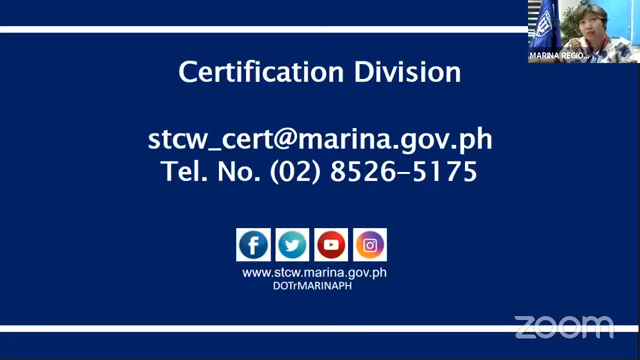 Certification Division
stcw_cert@marina.gov.ph
Tel. No. (02) 8526-5175
www.stcw.marina.gov.ph
DOTrMARINAPH
MARINA REGIO...
zoom